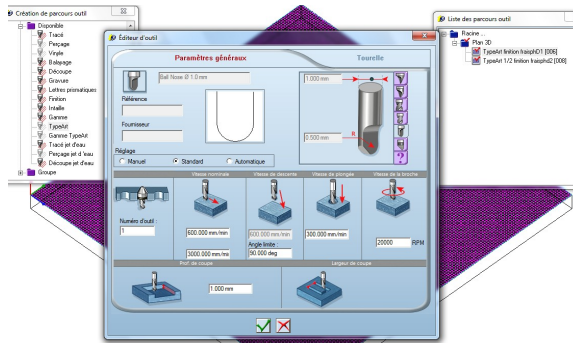 Création de parcours outil
Disponible
Tracé
Perçage
Vinyle
Balayage
Découpe
Gravure
Lettres prismatiques
Finition
Intaille
Gamme
TypeArt
Gamme TypeArt
Tracé jet d'eau
Perçage jet d'eau
Découpe jet d'eau
Groupe
Éditeur d'outil
Paramètres généraux
Tourelle
Ball Nose Ø 1.0 mm
Référence
Fournisseur
1.000 mm
R
0.500 mm
?
Réglage
Manuel
Standard
Automatique
Vitesse nominale
Vitesse de descente
Vitesse de plongée
Vitesse de la broche
Numéro d'outil :
1
600.000 mm/min
3000.000 mm/ms
600.000 mm/min
Angle limite :
90.000 deg
300.000 mm/min
20000 RPM
Prof. de coupe
Largeur de coupe
1.000 mm
Liste des parcours outil
Racine ...
Plan 3D
TypeArt finition fraisphD1 [006]
TypeArt 1/2 finition fraisphd2 [008]